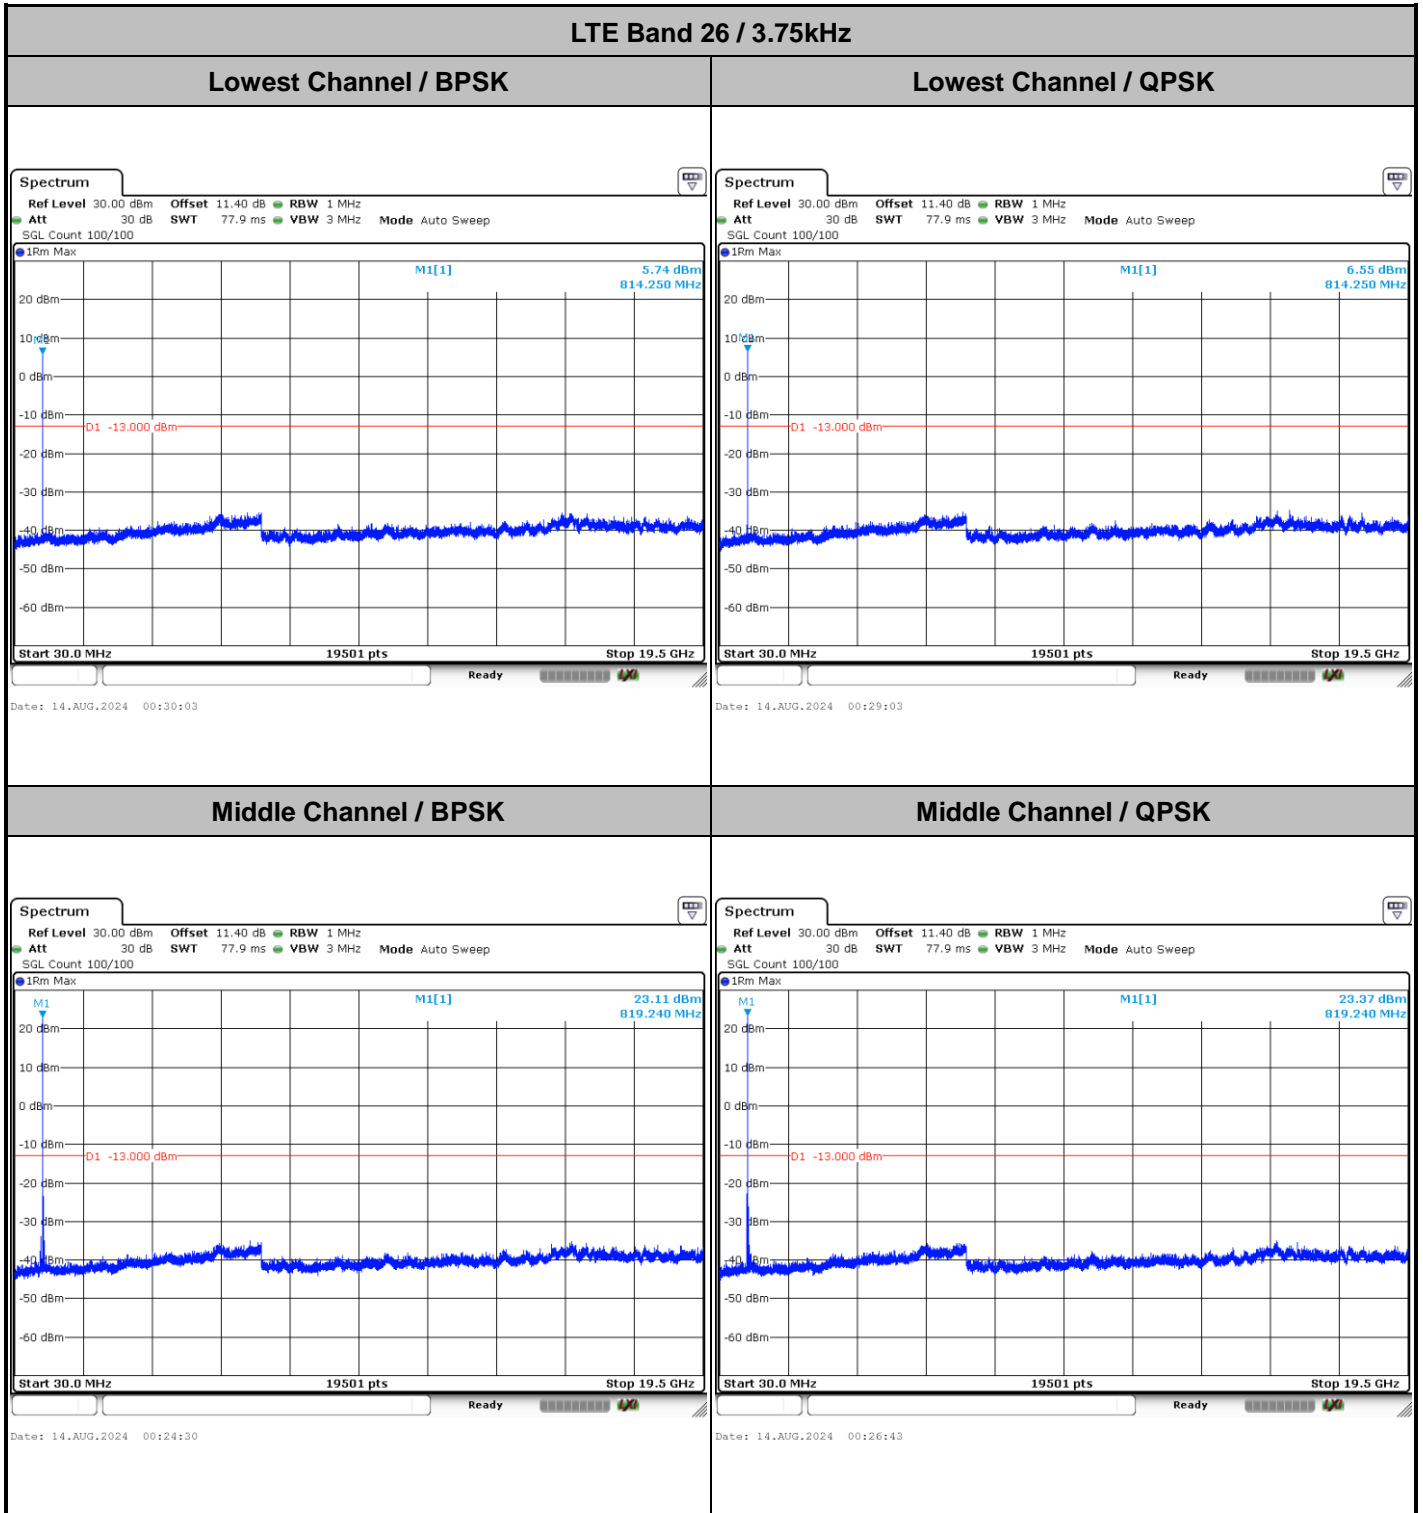 LTE Band 26 / 3.75kHz
Lowest Channel / BPSK
Lowest Channel / QPSK
Spectrum
Ref Level 30.00 dBm Offset 11.40 dB RBW 1 MHz
Att 30 dB SWT 77.9 ms VBW 3 MHz Mode Auto Sweep
SGL Count 100/100
1Rm Max
M1[1] 5.74 dBm
814.250 MHz
20 dBm
10 dBm
M1
0 dBm
-10 dBm
D1 -13.000 dBm
-20 dBm
-30 dBm
-40 dBm
-50 dBm
-60 dBm
Start 30.0 MHz 19501 pts Stop 19.5 GHz
Ready LXI
Date: 14.AUG.2024 00:30:03
Spectrum
Ref Level 30.00 dBm Offset 11.40 dB RBW 1 MHz
Att 30 dB SWT 77.9 ms VBW 3 MHz Mode Auto Sweep
SGL Count 100/100
1Rm Max
M1[1] 6.55 dBm
814.250 MHz
20 dBm
10 dBm
M1
0 dBm
-10 dBm
D1 -13.000 dBm
-20 dBm
-30 dBm
-40 dBm
-50 dBm
-60 dBm
Start 30.0 MHz 19501 pts Stop 19.5 GHz
Ready LXI
Date: 14.AUG.2024 00:29:03
Middle Channel / BPSK
Middle Channel / QPSK
Spectrum
Ref Level 30.00 dBm Offset 11.40 dB RBW 1 MHz
Att 30 dB SWT 77.9 ms VBW 3 MHz Mode Auto Sweep
SGL Count 100/100
1Rm Max
M1 M1[1] 23.11 dBm
819.240 MHz
20 dBm
10 dBm
0 dBm
-10 dBm
D1 -13.000 dBm
-20 dBm
-30 dBm
-40 dBm
-50 dBm
-60 dBm
Start 30.0 MHz 19501 pts Stop 19.5 GHz
Ready LXI
Date: 14.AUG.2024 00:24:30
Spectrum
Ref Level 30.00 dBm Offset 11.40 dB RBW 1 MHz
Att 30 dB SWT 77.9 ms VBW 3 MHz Mode Auto Sweep
SGL Count 100/100
1Rm Max
M1 M1[1] 23.37 dBm
819.240 MHz
20 dBm
10 dBm
0 dBm
-10 dBm
D1 -13.000 dBm
-20 dBm
-30 dBm
-40 dBm
-50 dBm
-60 dBm
Start 30.0 MHz 19501 pts Stop 19.5 GHz
Ready LXI
Date: 14.AUG.2024 00:26:43